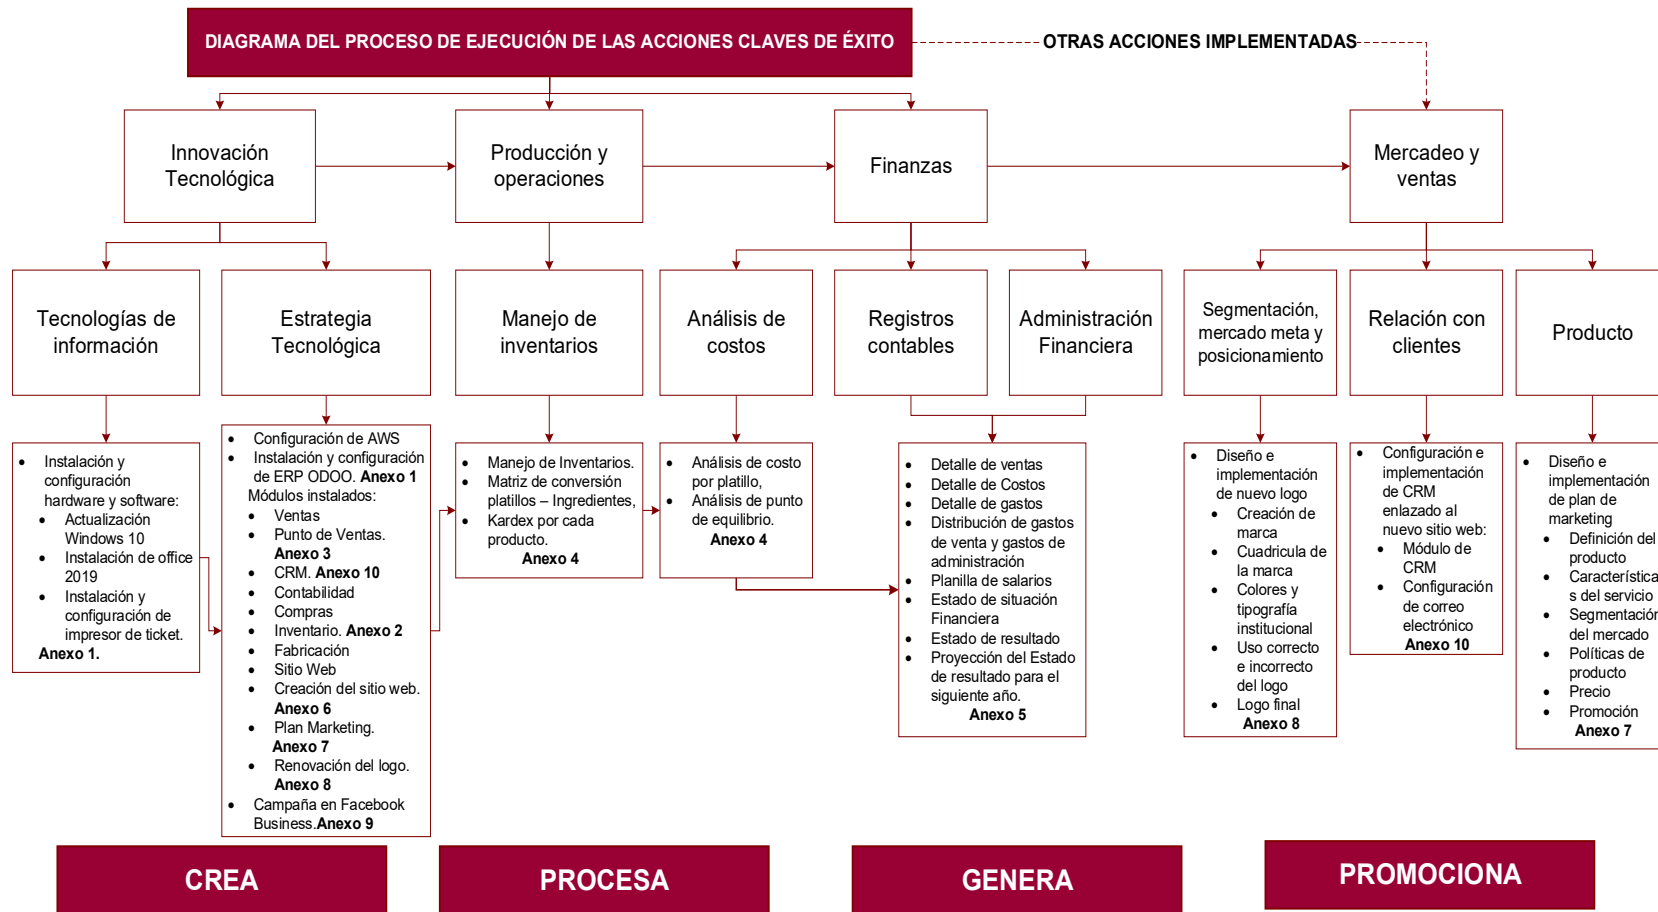 DIAGRAMA DEL PROCESO DE EJECUCIÓN DE LAS ACCIONES CLAVES DE ÉXITO
OTRAS ACCIONES IMPLEMENTADAS
Innovación
Tecnológica
Producción y
operaciones
Finanzas
Mercadeo y
ventas
Tecnologías de
información
Estrategia
Tecnológica
Manejo de
inventarios
Análisis de
costos
Registros
contables
Administración
Financiera
Segmentación,
mercado meta y
posicionamiento
Relación con
clientes
Producto
• Instalación y
configuración
hardware y software:
• Actualización
Windows 10
• Instalación de office
2019
• Instalación y
configuración de
impresor de ticket.
Anexo 1.
• Configuración de AWS
• Instalación y configuración
de ERP ODOO. Anexo 1
Módulos instalados:
• Ventas
• Punto de Ventas.
Anexo 3
• CRM. Anexo 10
• Contabilidad
• Compras
• Inventario. Anexo 2
• Fabricación
• Sitio Web
• Creación del sitio web.
Anexo 6
• Plan Marketing.
Anexo 7
• Renovación del logo.
Anexo 8
• Campaña en Facebook
Business.Anexo 9
• Manejo de Inventarios.
• Matriz de conversión
platillos – Ingredientes,
• Kardex por cada
producto.
Anexo 4
• Análisis de costo
por platillo,
• Análisis de punto
de equilibrio.
Anexo 4
• Detalle de ventas
• Detalle de Costos
• Detalle de gastos
• Distribución de gastos
de venta y gastos de
administración
• Planilla de salarios
• Estado de situación
Financiera
• Estado de resultado
• Proyección del Estado
de resultado para el
siguiente año.
Anexo 5
• Diseño e
implementación
de nuevo logo
• Creación de
marca
• Cuadricula de
la marca
• Colores y
tipografía
institucional
• Uso correcto
e incorrecto
del logo
• Logo final
Anexo 8
• Configuración e
implementación
de CRM
enlazado al
nuevo sitio web:
• Módulo de
CRM
• Configuración
de correo
electrónico
Anexo 10
• Diseño e
implementación
de plan de
marketing
• Definición del
producto
• Característica
s del servicio
• Segmentación
del mercado
• Políticas de
producto
• Precio
• Promoción
Anexo 7
CREA
PROCESA
GENERA
PROMOCIONA